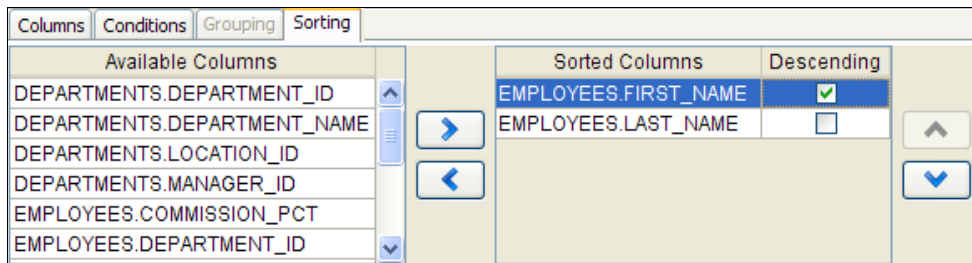 Columns Conditions Grouping Sorting
Available Columns Sorted Columns Descending
DEPARTMENTS.DEPARTMENT_ID EMPLOYEES.FIRST_NAME
DEPARTMENTS.DEPARTMENT_NAME EMPLOYEES.LAST_NAME
DEPARTMENTS.LOCATION_ID
DEPARTMENTS.MANAGER_ID
EMPLOYEES.COMMISSION_PCT
EMPLOYEES.DEPARTMENT_ID